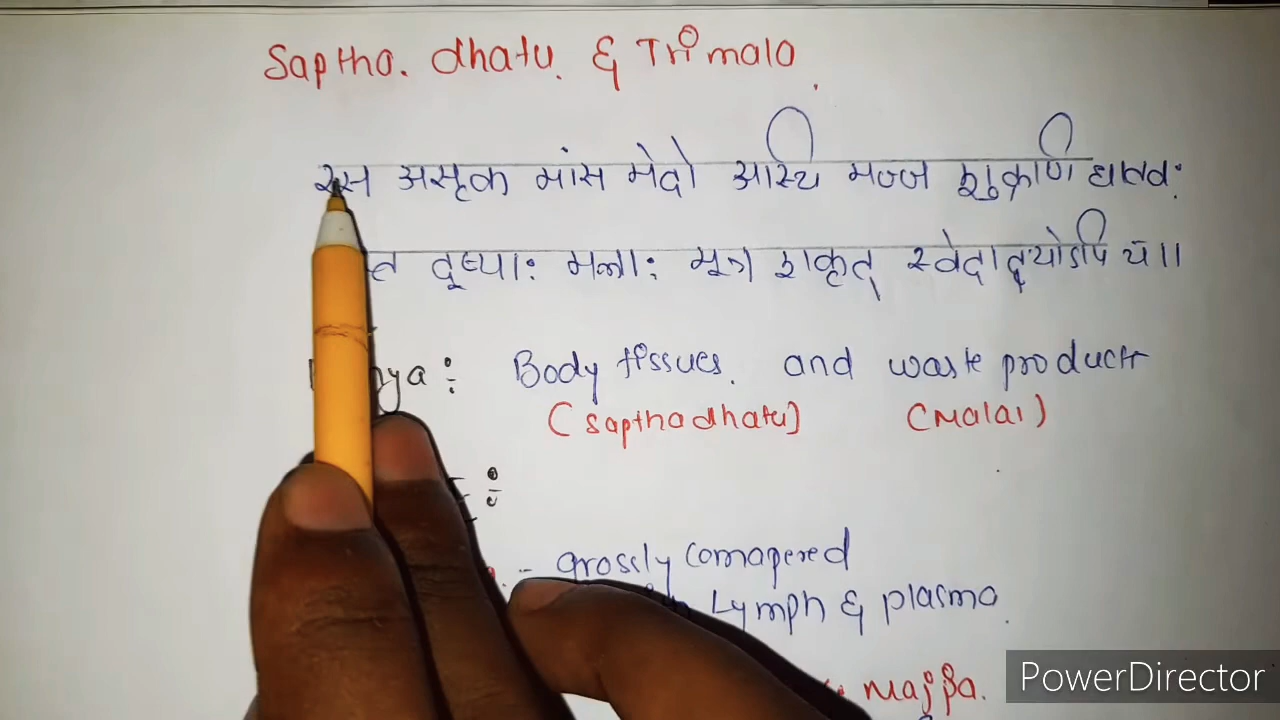 Saptha. dhatu. & Trimala.
रस असृक मांस मेदो अस्थि मज्ज शुक्राणि धातव:
दूष्या: मला: मूत्र शकृत् स्वेदादयोऽपि च॥
Body tissues. and waste product
(Sapthadhatu) (Malai)
- grossly comapered
Lymph & plasma.
Majja.
PowerDirector